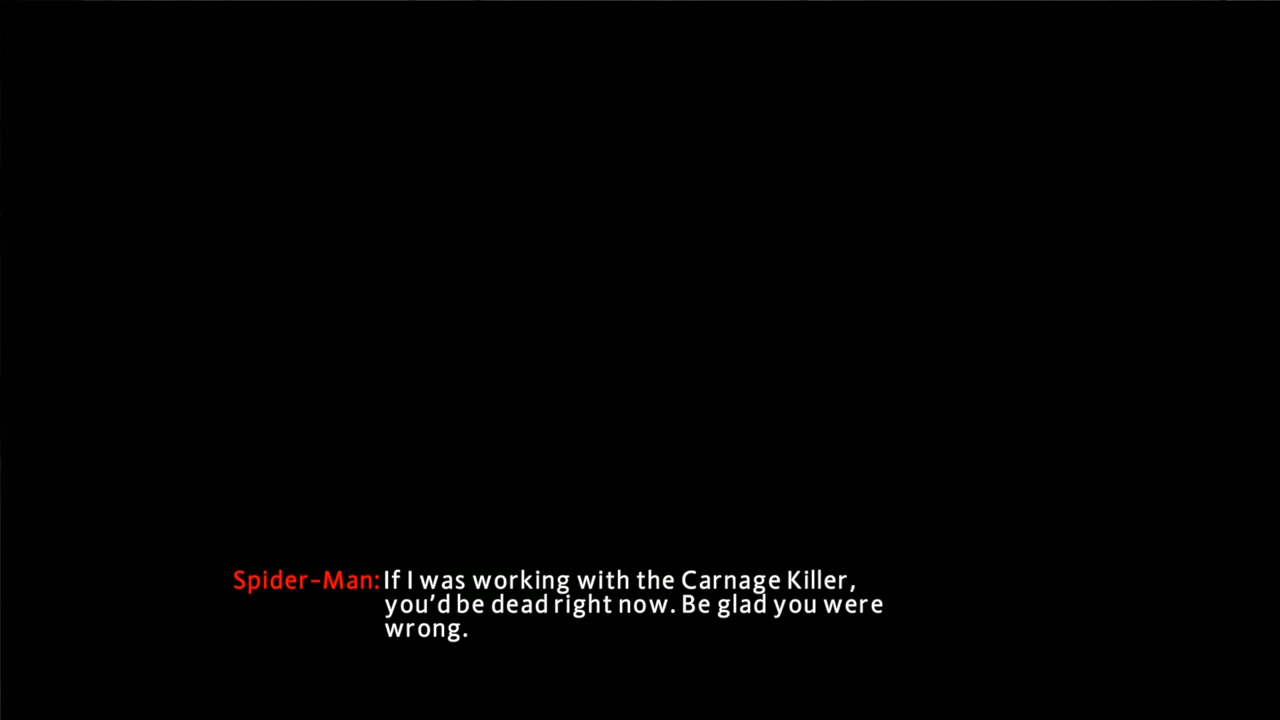 Spider-Man: If I was working with the Carnage Killer,
you'd be dead right now. Be glad you were
wrong.